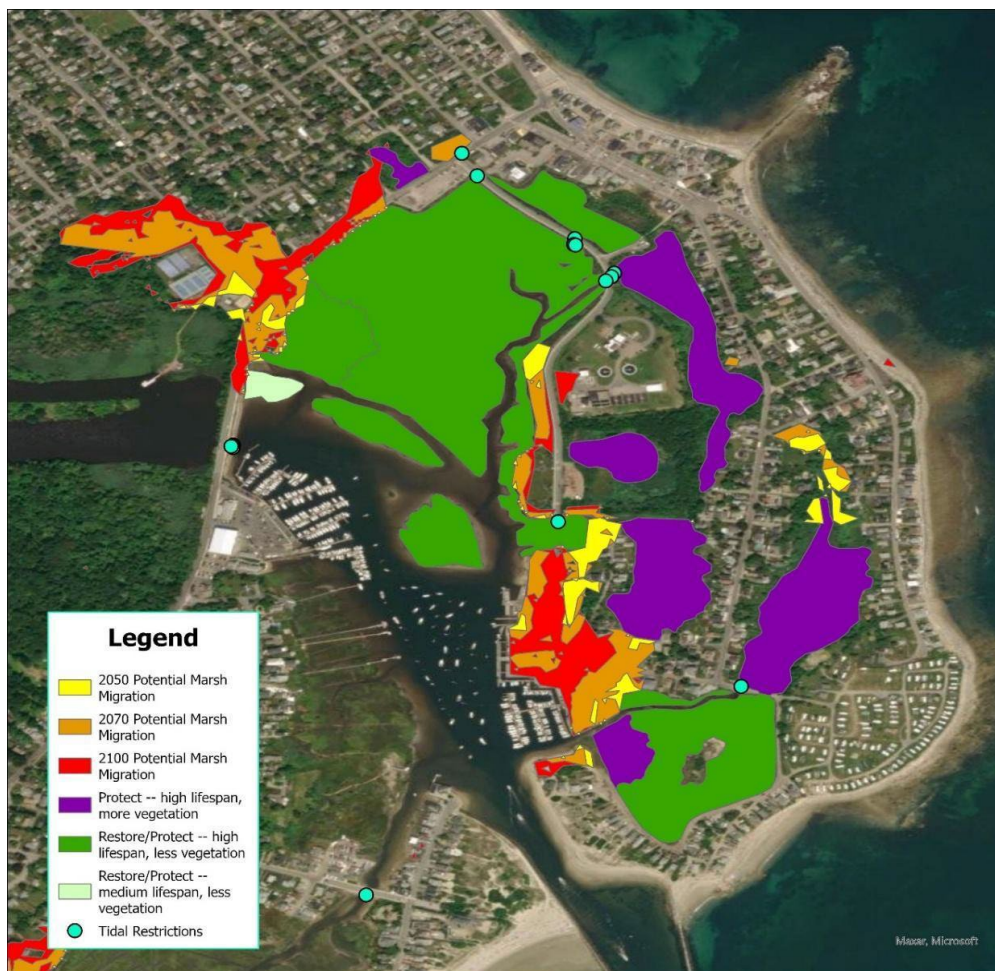 Legend
2050 Potential Marsh
Migration
2070 Potential Marsh
Migration
2100 Potential Marsh
Migration
Protect -- high lifespan,
more vegetation
Restore/Protect -- high
lifespan, less vegetation
Restore/Protect --
medium lifespan, less
vegetation
Tidal Restrictions
Maxar, Microsoft